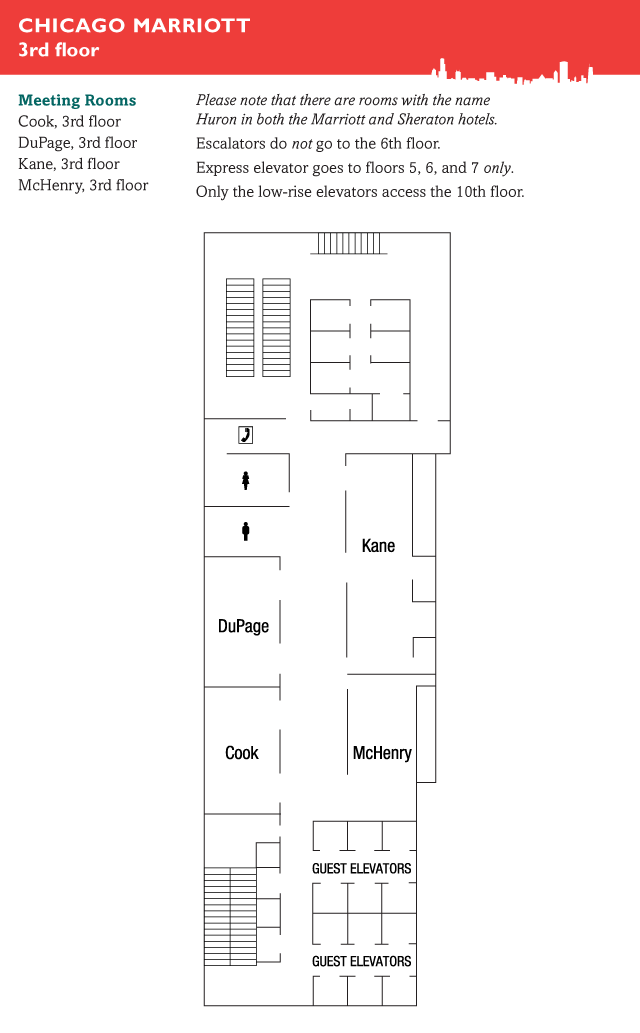 CHICAGO MARRIOTT
3rd floor
Meeting Rooms
Cook, 3rd floor
DuPage, 3rd floor
Kane, 3rd floor
McHenry, 3rd floor
Please note that there are rooms with the name
Huron in both the Marriott and Sheraton hotels.
Escalators do not go to the 6th floor.
Express elevator goes to floors 5, 6, and 7 only.
Only the low-rise elevators access the 10th floor.
Kane
DuPage
Cook
McHenry
GUEST ELEVATORS
GUEST ELEVATORS